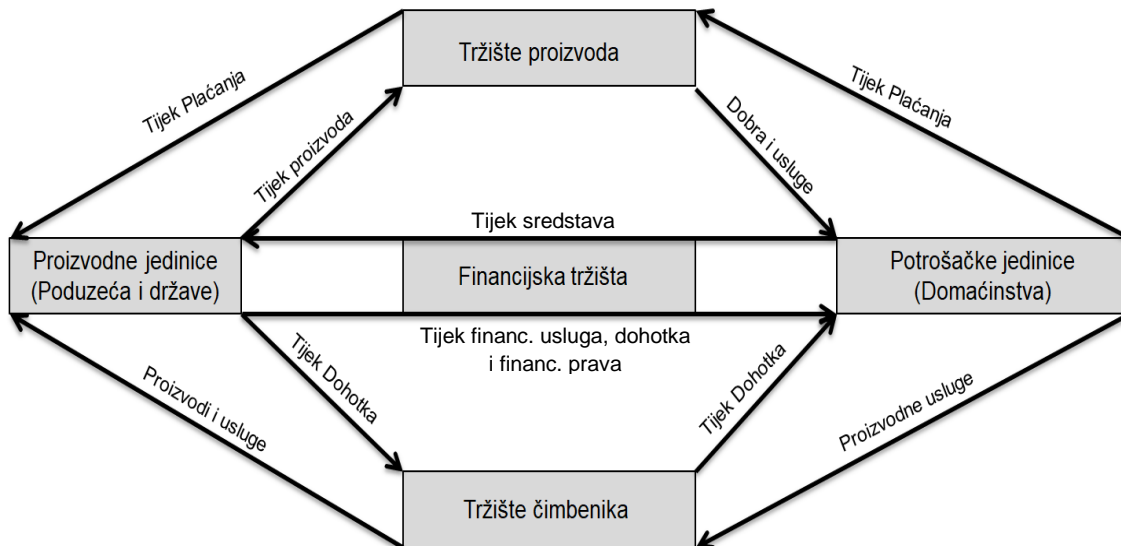 Tržište proizvoda
Tijek Plaćanja
Tijek Plaćanja
Tijek proizvoda
Dobra i usluge
Tijek sredstava
Proizvodne jedinice
(Poduzeća i države)
Financijska tržišta
Potrošačke jedinice
(Domaćinstva)
Tijek financ. usluga, dohotka
i financ. prava
Tijek Dohotka
Tijek Dohotka
Proizvodi i usluge
Proizvodne usluge
Tržište čimbenika